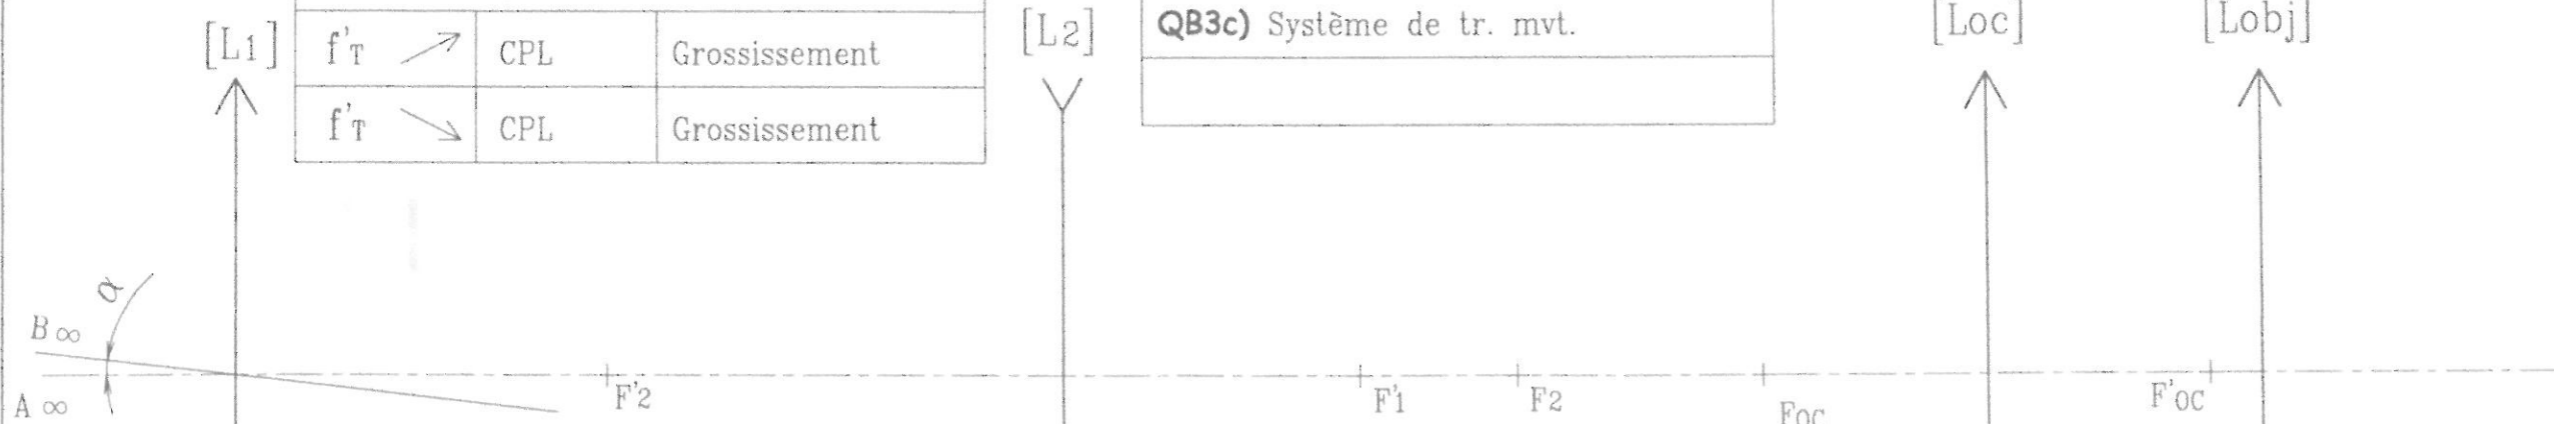 [L1]
f'T CPL Grossissement
f'T CPL Grossissement
[L2]
QB3c) Système de tr. mvt.
[Loc]
[Lobj]
α
B∞
A∞
F'2
F'1
F2
Foc
F'oc